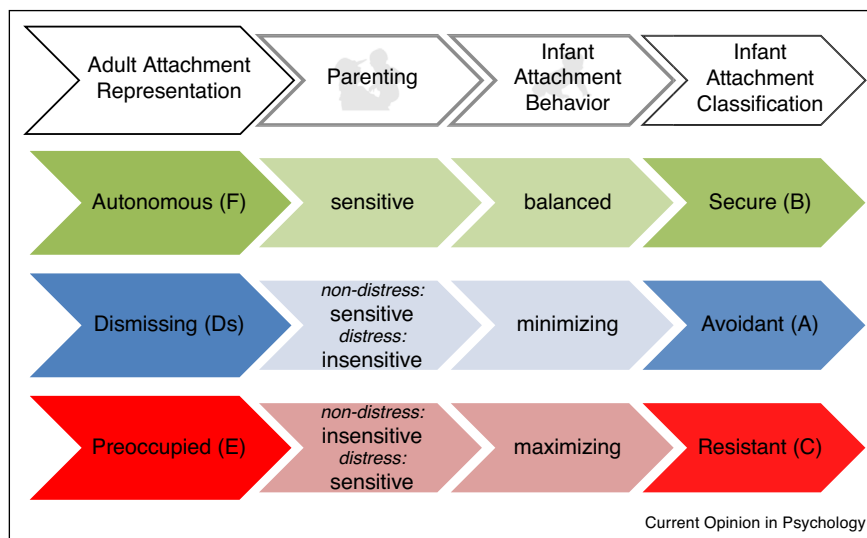 Adult Attachment
Representation
Parenting
Infant
Attachment
Behavior
Infant
Attachment
Classification
Autonomous (F)
sensitive
balanced
Secure (B)
Dismissing (Ds)
non-distress:
sensitive
distress:
insensitive
minimizing
Avoidant (A)
Preoccupied (E)
non-distress:
insensitive
distress:
sensitive
maximizing
Resistant (C)
Current Opinion in Psychology